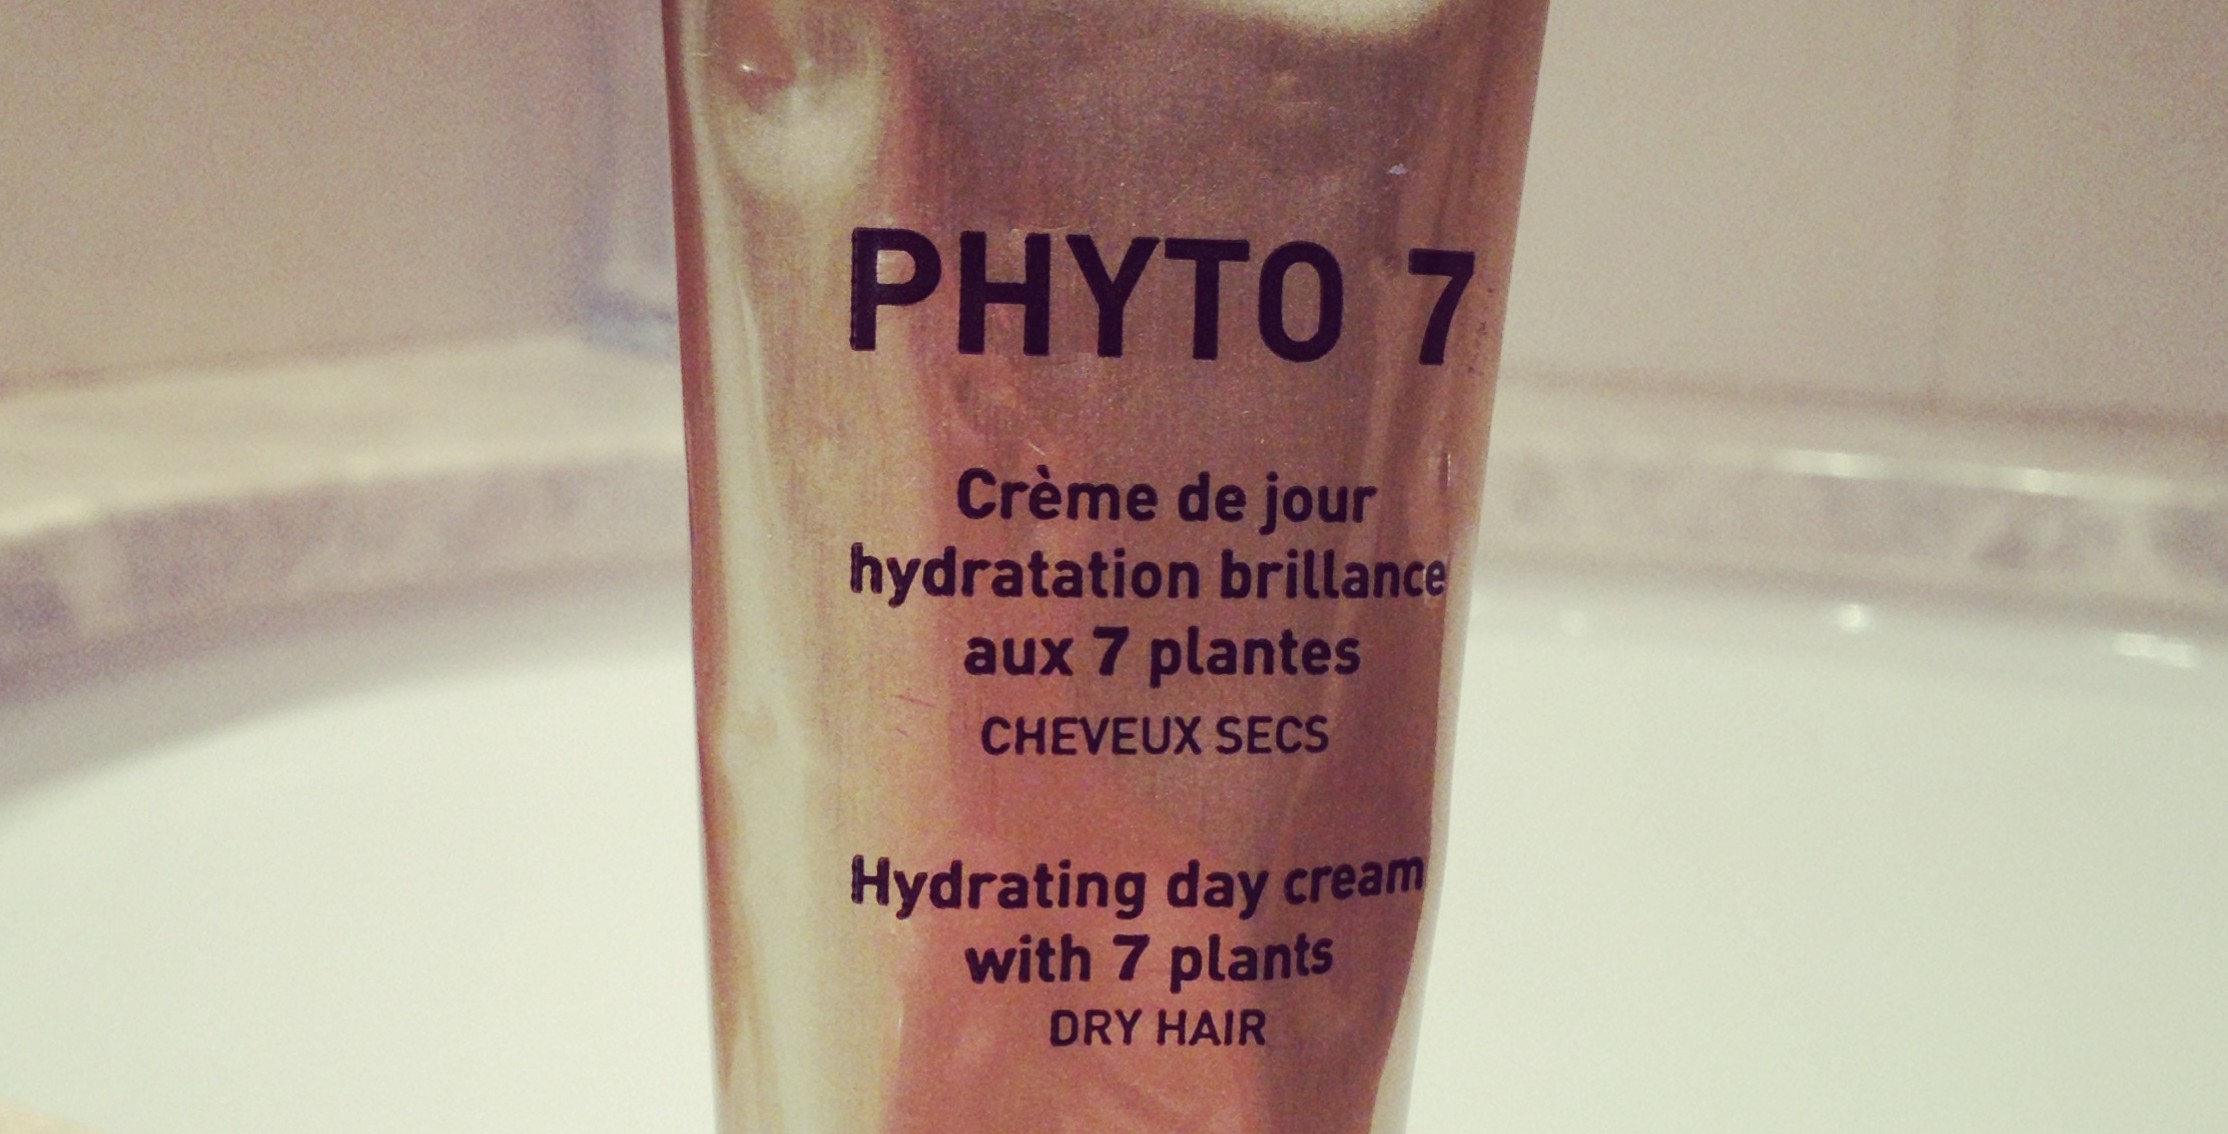 PHYTO 7
Crème de jour
hydratation brillance
aux 7 plantes
CHEVEUX SECS
Hydrating day cream
with 7 plants
DRY HAIR